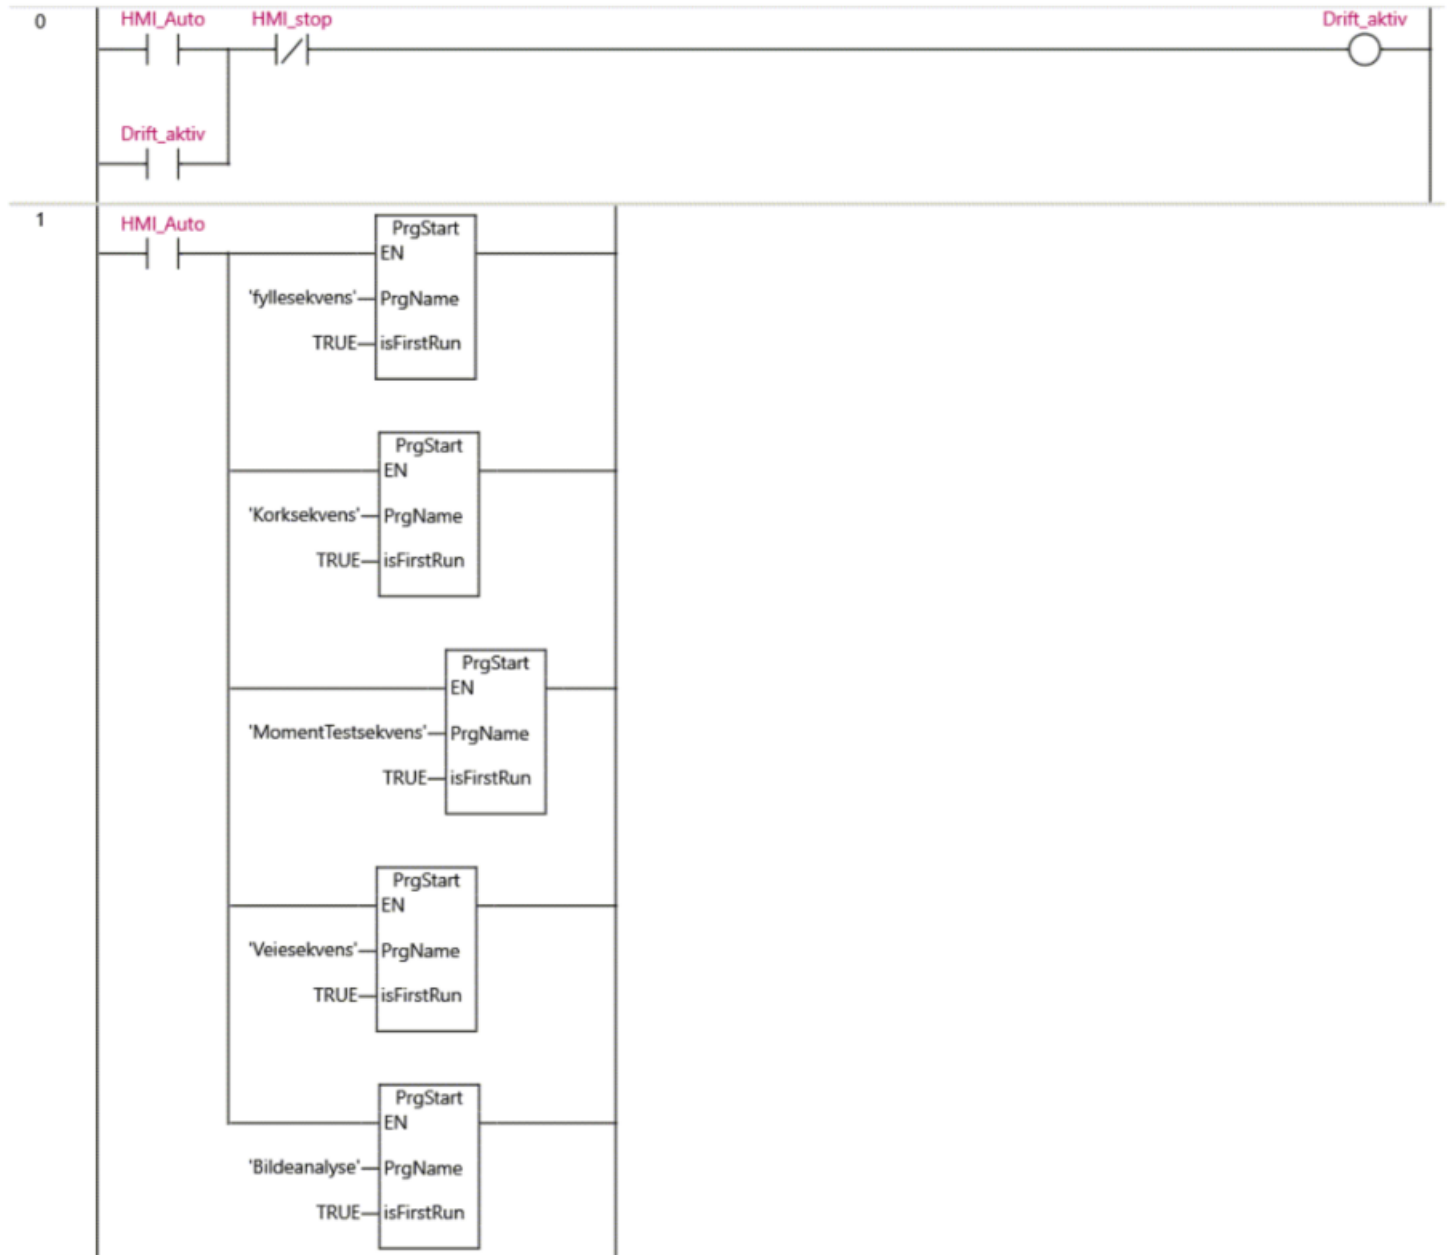 0
HMI_Auto HMI_stop Drift_aktiv
Drift_aktiv
1
HMI_Auto
PrgStart
EN
'fyllesekvens' PrgName
TRUE isFirstRun
PrgStart
EN
'Korksekvens' PrgName
TRUE isFirstRun
PrgStart
EN
'MomentTestsekvens' PrgName
TRUE isFirstRun
PrgStart
EN
'Veiesekvens' PrgName
TRUE isFirstRun
PrgStart
EN
'Bildeanalyse' PrgName
TRUE isFirstRun